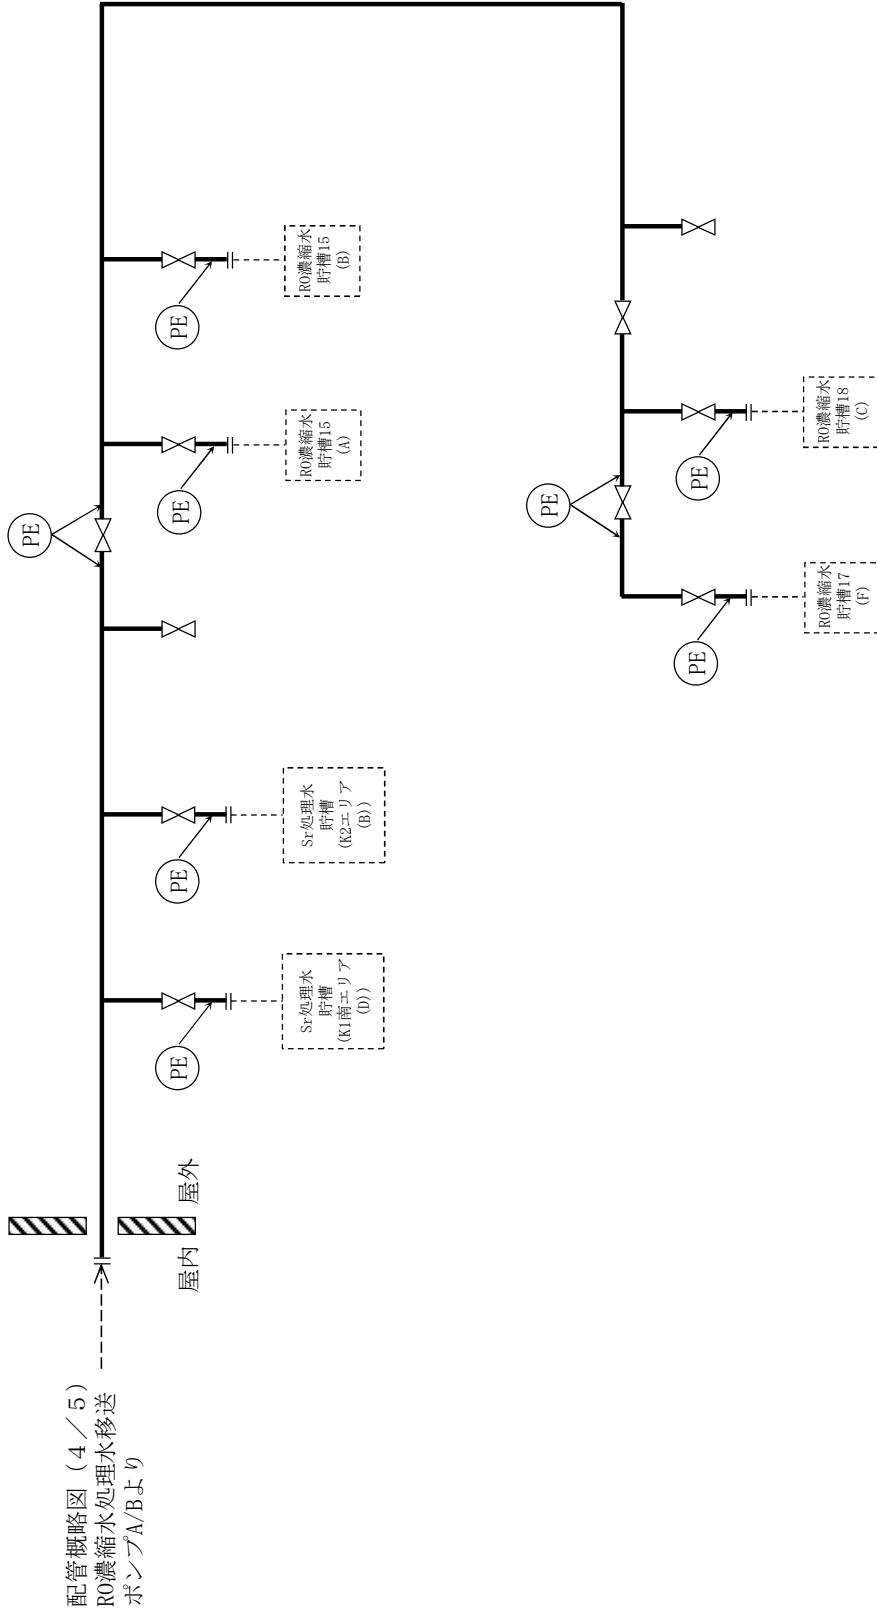 配管概略図(4/5)
RO濃縮水処理水移送
ポンプA/Bより
屋内
屋外
PE
Sr処理水
貯槽
(K1南エリア
(D))
PE
Sr処理水
貯槽
(K2エリア
(B))
PE
PE
RO濃縮水
貯槽15
(A)
PE
RO濃縮水
貯槽15
(B)
PE
RO濃縮水
貯槽17
(F)
PE
PE
RO濃縮水
貯槽18
(C)